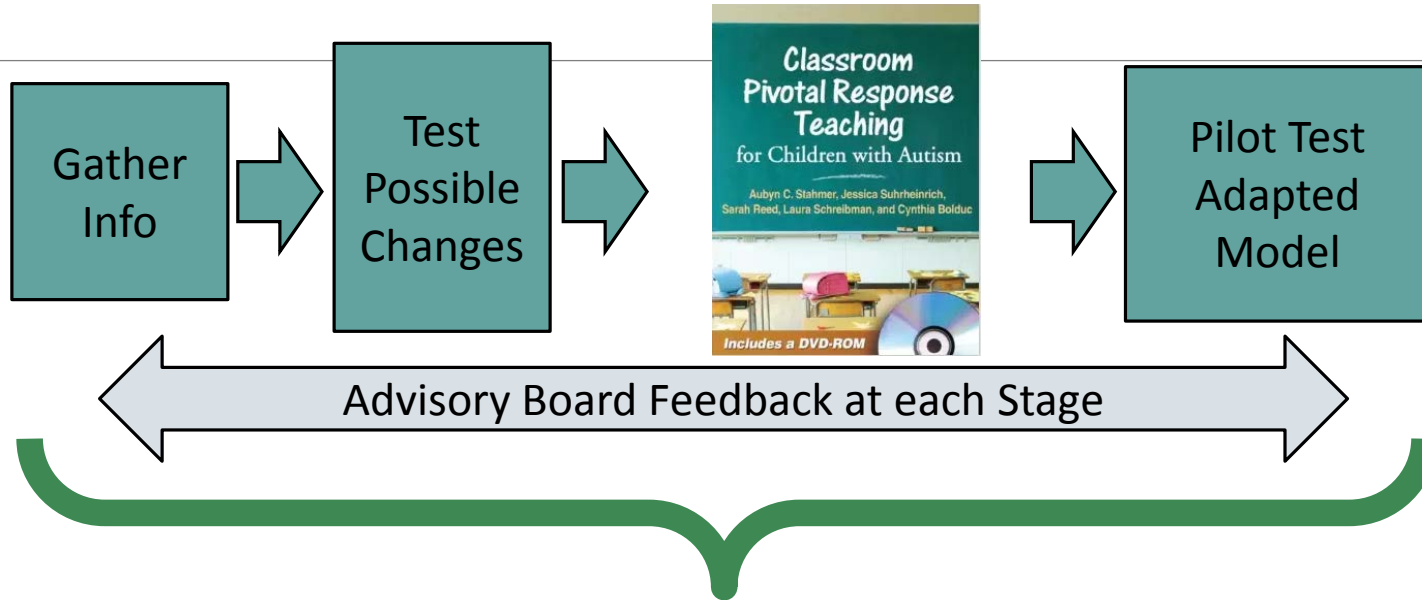 Gather
Info
Test
Possible
Changes
Classroom
Pivotal Response
Teaching
for Children with Autism
Aubyn C. Stahmer, Jessica Suhrheinrich,
Sarah Reed, Laura Schreibman, and Cynthia Bolduc
Includes a DVD-ROM
Pilot Test
Adapted
Model
Advisory Board Feedback at each Stage